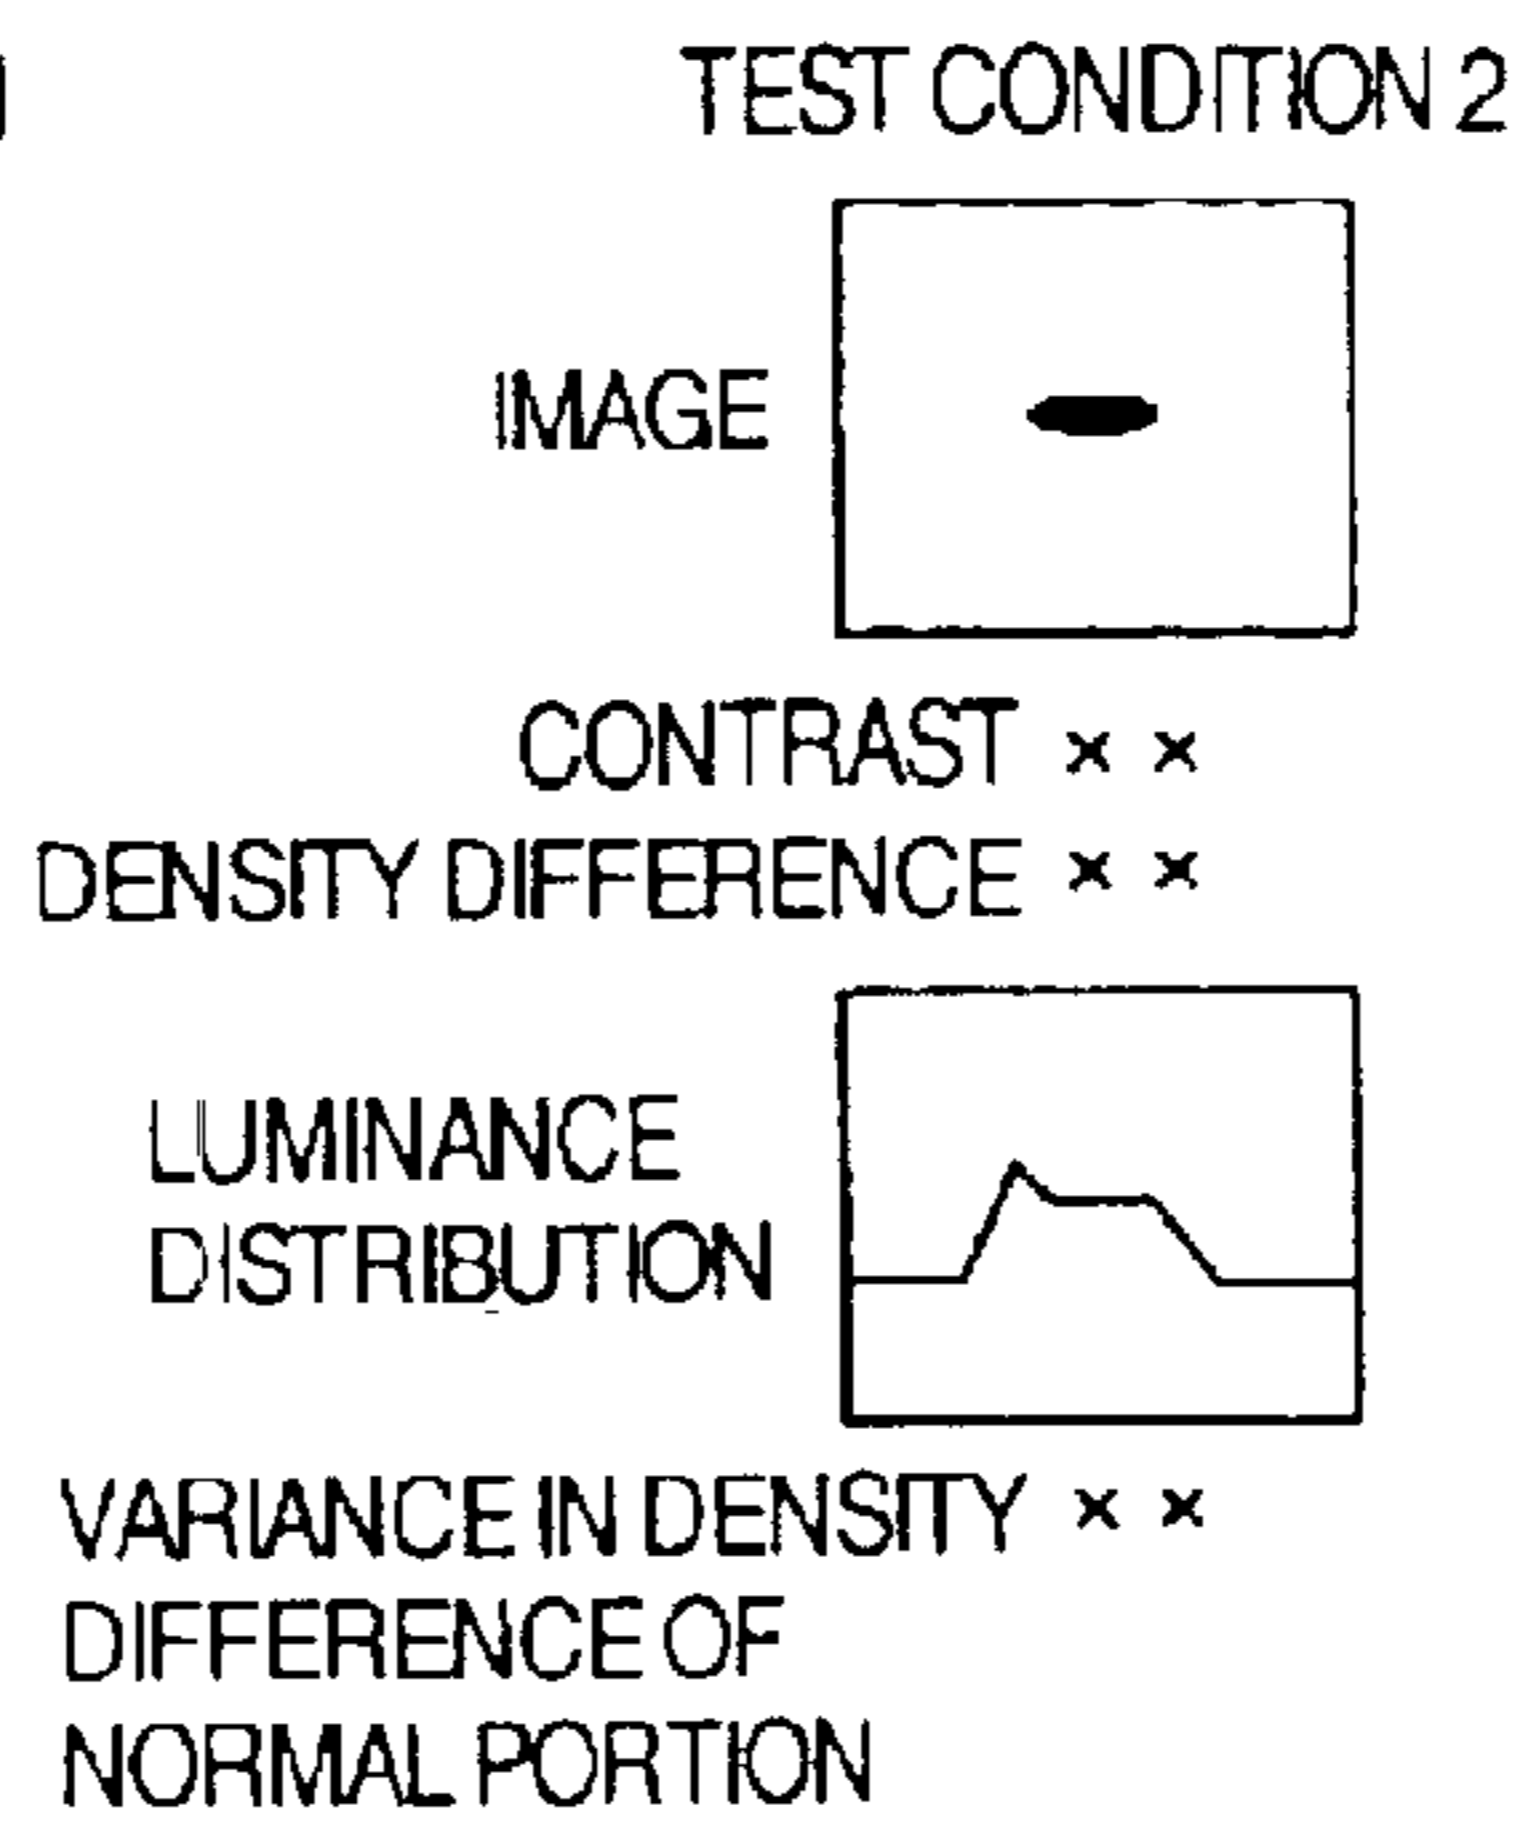 TEST CONDITION 2
IMAGE
CONTRAST × ×
DENSITY DIFFERENCE × ×
LUMINANCE
DISTRIBUTION
VARIANCE IN DENSITY × ×
DIFFERENCE OF
NORMAL PORTION